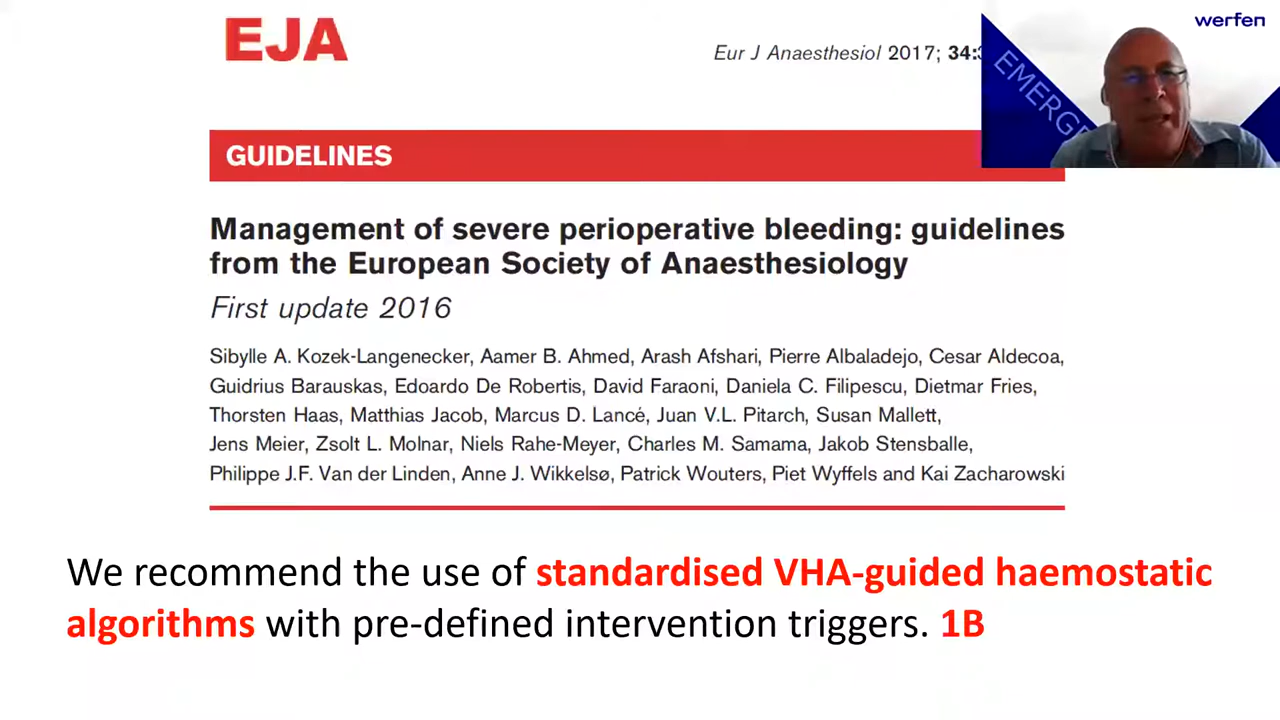 EJA
Eur J Anaesthesiol 2017; 34:
werfen
GUIDELINES
Management of severe perioperative bleeding: guidelines
from the European Society of Anaesthesiology
First update 2016
Sibylle A. Kozek-Langenecker, Aamer B. Ahmed, Arash Afshari, Pierre Albaladejo, Cesar Aldecoa,
Guidrius Barauskas, Edoardo De Robertis, David Faraoni, Daniela C. Filipescu, Dietmar Fries,
Thorsten Haas, Matthias Jacob, Marcus D. Lancé, Juan V.L. Pitarch, Susan Mallett,
Jens Meier, Zsolt L. Molnar, Niels Rahe-Meyer, Charles M. Samama, Jakob Stensballe,
Philippe J.F. Van der Linden, Anne J. Wikkelsø, Patrick Wouters, Piet Wyffels and Kai Zacharowski
We recommend the use of standardised VHA-guided haemostatic
algorithms with pre-defined intervention triggers. 1B